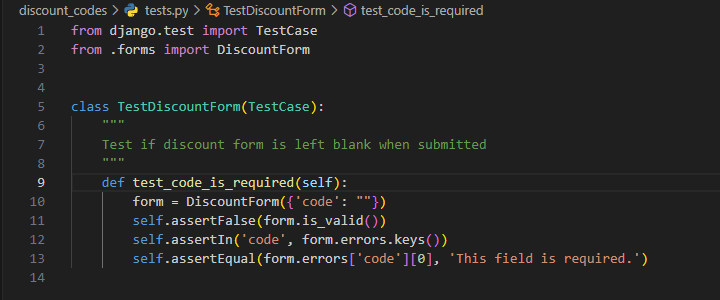 discount_codes > tests.py > TestDiscountForm > test_code_is_required
1 from django.test import TestCase
2 from .forms import DiscountForm
3
4
5 class TestDiscountForm(TestCase):
6 """
7 Test if discount form is left blank when submitted
8 """
9 def test_code_is_required(self):
10 form = DiscountForm({'code': ""})
11 self.assertFalse(form.is_valid())
12 self.assertIn('code', form.errors.keys())
13 self.assertEqual(form.errors['code'][0], 'This field is required.')
14